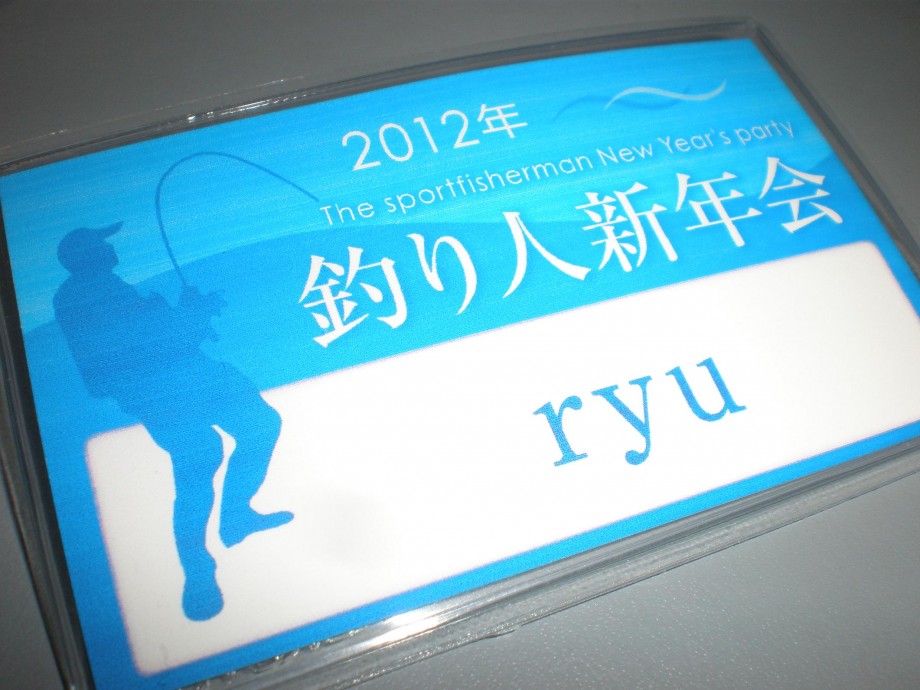 2012年
The sportfisherman New Year's party
釣り人新年会
ryu